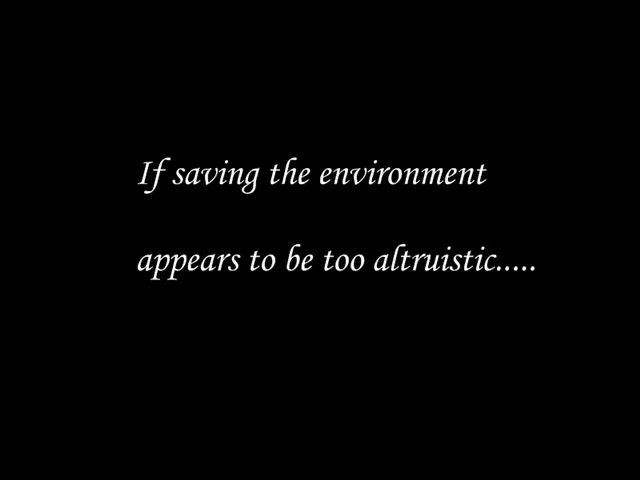 If saving the environment
appears to be too altruistic.....